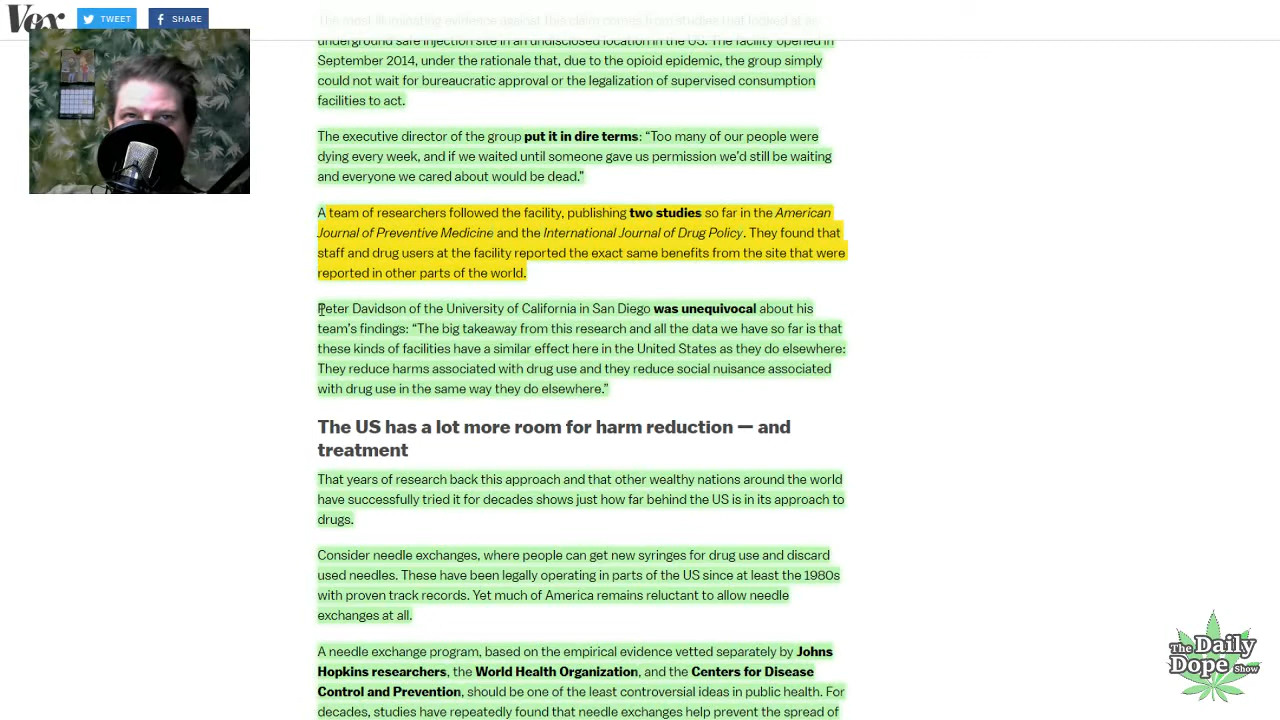 Vox
TWEET
SHARE
The most illuminating evidence against this claim comes from studies that looked at an
underground safe injection site in an undisclosed location in the US. The facility opened in
September 2014, under the rationale that, due to the opioid epidemic, the group simply
could not wait for bureaucratic approval or the legalization of supervised consumption
facilities to act.
The executive director of the group put it in dire terms: “Too many of our people were
dying every week, and if we waited until someone gave us permission we’d still be waiting
and everyone we cared about would be dead.”
A team of researchers followed the facility, publishing two studies so far in the American
Journal of Preventive Medicine and the International Journal of Drug Policy. They found that
staff and drug users at the facility reported the exact same benefits from the site that were
reported in other parts of the world.
Peter Davidson of the University of California in San Diego was unequivocal about his
team’s findings: “The big takeaway from this research and all the data we have so far is that
these kinds of facilities have a similar effect here in the United States as they do elsewhere:
They reduce harms associated with drug use and they reduce social nuisance associated
with drug use in the same way they do elsewhere.”
The US has a lot more room for harm reduction — and
treatment
That years of research back this approach and that other wealthy nations around the world
have successfully tried it for decades shows just how far behind the US is in its approach to
drugs.
Consider needle exchanges, where people can get new syringes for drug use and discard
used needles. These have been legally operating in parts of the US since at least the 1980s
with proven track records. Yet much of America remains reluctant to allow needle
exchanges at all.
A needle exchange program, based on the empirical evidence vetted separately by Johns
Hopkins researchers, the World Health Organization, and the Centers for Disease
Control and Prevention, should be one of the least controversial ideas in public health. For
decades, studies have repeatedly found that needle exchanges help prevent the spread of
The Daily
Dope Show